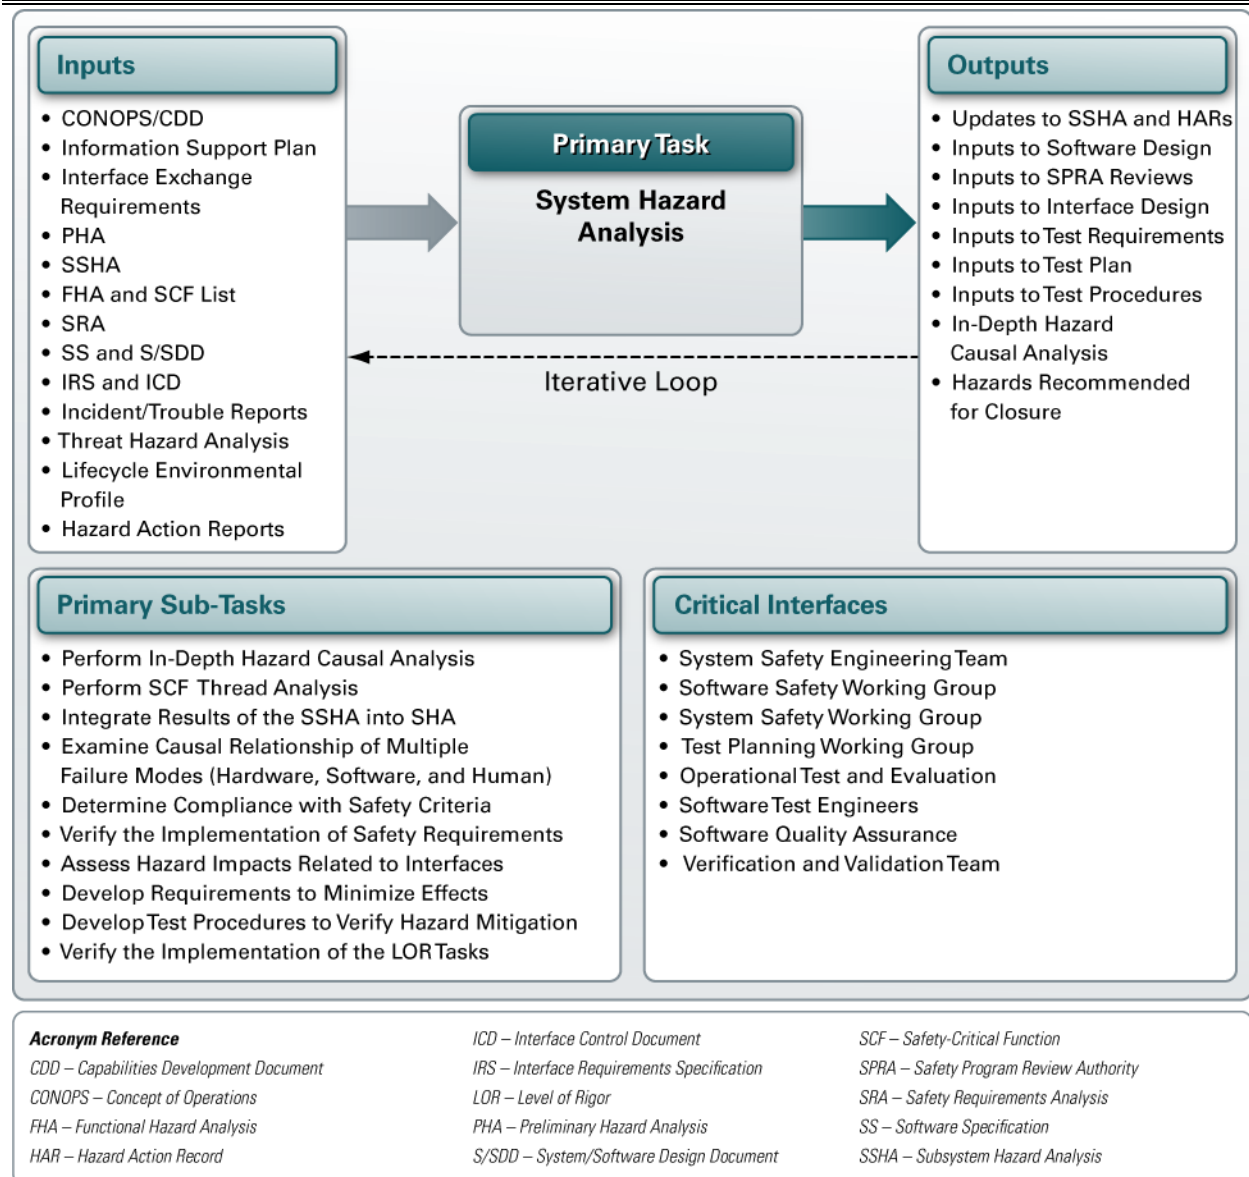 Inputs
• CONOPS/CDD
• Information Support Plan
• Interface Exchange
Requirements
• PHA
• SSHA
• FHA and SCF List
• SRA
• SS and S/SDD
• IRS and ICD
• Incident/Trouble Reports
• Threat Hazard Analysis
• Lifecycle Environmental
Profile
• Hazard Action Reports
Primary Task
System Hazard
Analysis
Iterative Loop
Outputs
• Updates to SSHA and HARs
• Inputs to Software Design
• Inputs to SPRA Reviews
• Inputs to Interface Design
• Inputs to Test Requirements
• Inputs to Test Plan
• Inputs to Test Procedures
• In-Depth Hazard
Causal Analysis
• Hazards Recommended
for Closure
Primary Sub-Tasks
• Perform In-Depth Hazard Causal Analysis
• Perform SCF Thread Analysis
• Integrate Results of the SSHA into SHA
• Examine Causal Relationship of Multiple
Failure Modes (Hardware, Software, and Human)
• Determine Compliance with Safety Criteria
• Verify the Implementation of Safety Requirements
• Assess Hazard Impacts Related to Interfaces
• Develop Requirements to Minimize Effects
• Develop Test Procedures to Verify Hazard Mitigation
• Verify the Implementation of the LOR Tasks
Critical Interfaces
• System Safety Engineering Team
• Software Safety Working Group
• System Safety Working Group
• Test Planning Working Group
• Operational Test and Evaluation
• Software Test Engineers
• Software Quality Assurance
• Verification and Validation Team
Acronym Reference
CDD – Capabilities Development Document
CONOPS – Concept of Operations
FHA – Functional Hazard Analysis
HAR – Hazard Action Record
ICD – Interface Control Document
IRS – Interface Requirements Specification
LOR – Level of Rigor
PHA – Preliminary Hazard Analysis
S/SDD – System/Software Design Document
SCF – Safety-Critical Function
SPRA – Safety Program Review Authority
SRA – Safety Requirements Analysis
SS – Software Specification
SSHA – Subsystem Hazard Analysis